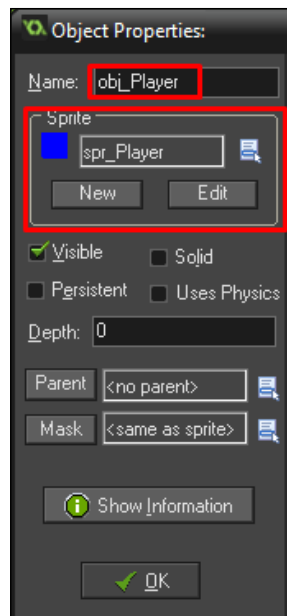 Object Properties:
Name: obj_Player
Sprite
spr_Player
New Edit
Visible Solid
Persistent Uses Physics
Depth: 0
Parent <no parent>
Mask <same as sprite>
Show Information
OK